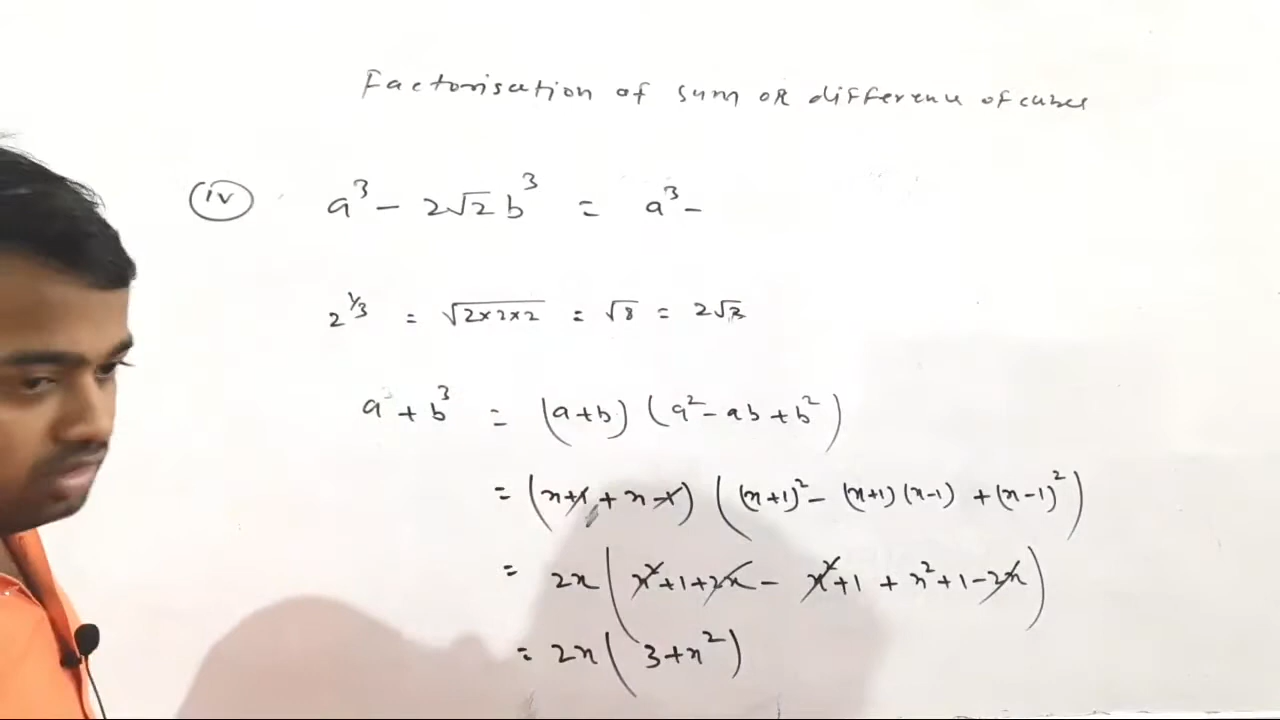 Factorisation of sum OR difference of cubes
(iv) a³ - 2√2 b³ = a³ -
2^1/3 = √2×2×2 = √8 = 2√2
a³ + b³ = (a+b) (a² - ab + b²)
= (x+1 + x-1) ((x+1)² - (x+1)(x-1) + (x-1)²)
= 2x (x²+1+2x - x²+1 + x²+1-2x)
= 2x (3+x²)